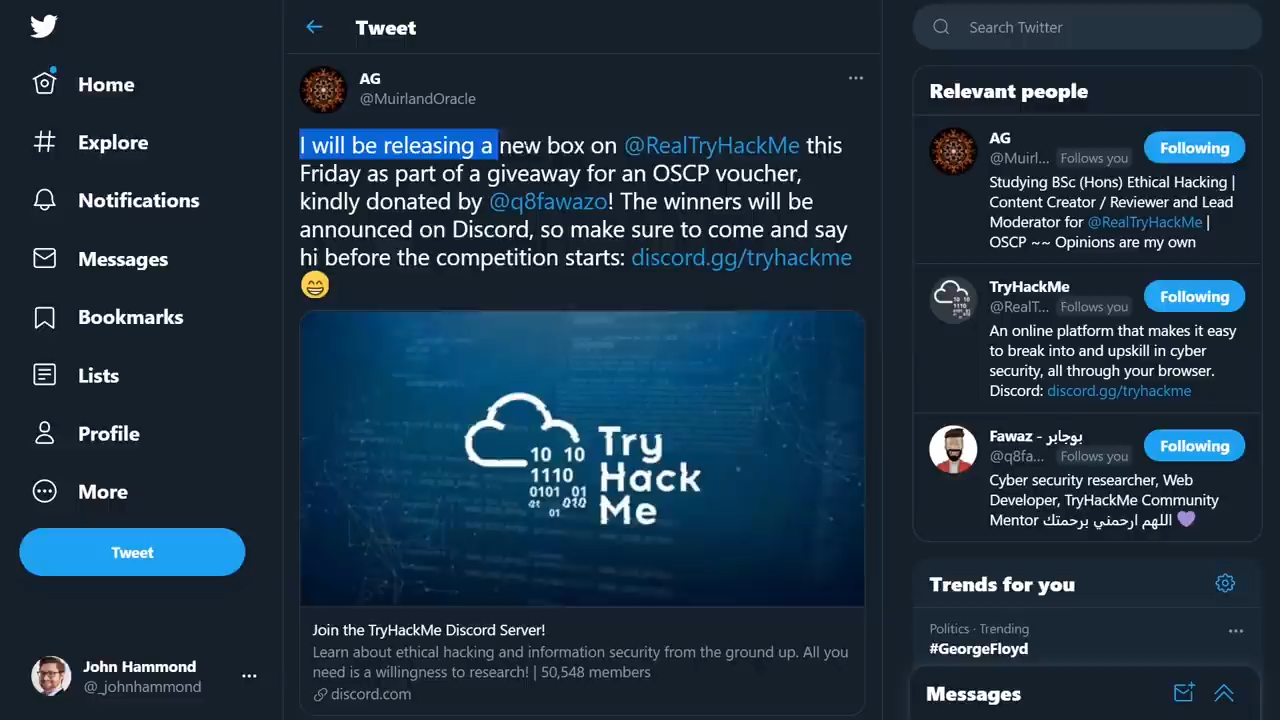 Home
Explore
Notifications
Messages
Bookmarks
Lists
Profile
More
Tweet
John Hammond
@_johnhammond
Tweet
AG
@MuirlandOracle
I will be releasing a new box on @RealTryHackMe this
Friday as part of a giveaway for an OSCP voucher,
kindly donated by @q8fawazo! The winners will be
announced on Discord, so make sure to come and say
hi before the competition starts: discord.gg/tryhackme
😄
10 10
1110
0101 01
01 010
01
Try
Hack
Me
Join the TryHackMe Discord Server!
Learn about ethical hacking and information security from the ground up. All you
need is a willingness to research! | 50,548 members
discord.com
Search Twitter
Relevant people
AG
@Muirl... Follows you
Following
Studying BSc (Hons) Ethical Hacking |
Content Creator / Reviewer and Lead
Moderator for @RealTryHackMe |
OSCP ~~ Opinions are my own
TryHackMe
@RealT... Follows you
Following
An online platform that makes it easy
to break into and upskill in cyber
security, all through your browser.
Discord: discord.gg/tryhackme
Fawaz - بوجابر
@q8fa... Follows you
Following
Cyber security researcher, Web
Developer, TryHackMe Community
Mentor اللهم ارحمني برحمتك 💜
Trends for you
Politics · Trending
#GeorgeFloyd
Messages